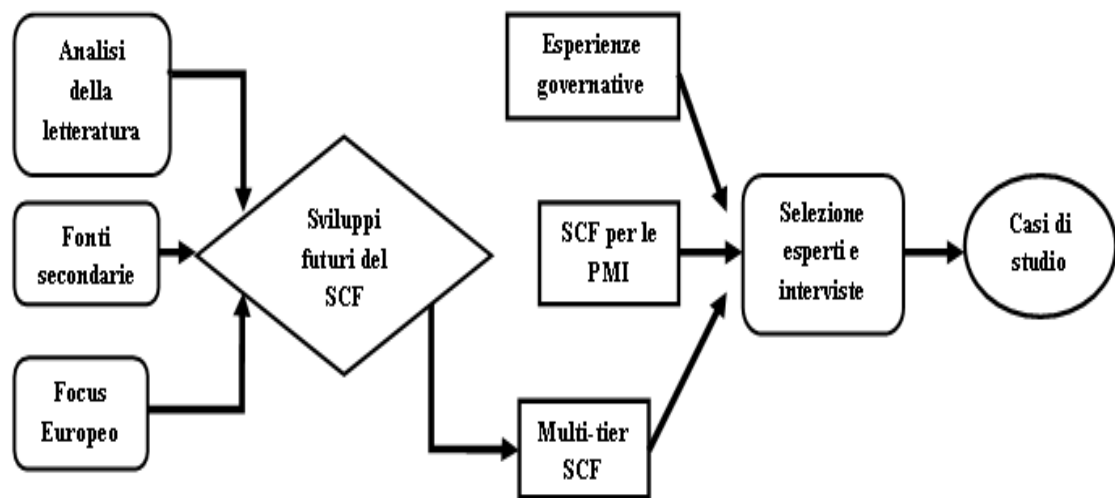 Analisi
della
letteratura
Fonti
secondarie
Focus
Europeo
Sviluppi
futuri del
SCF
Esperienze
governative
SCF per le
PMI
Multi-tier
SCF
Selezione
esperti e
interviste
Casi di
studio